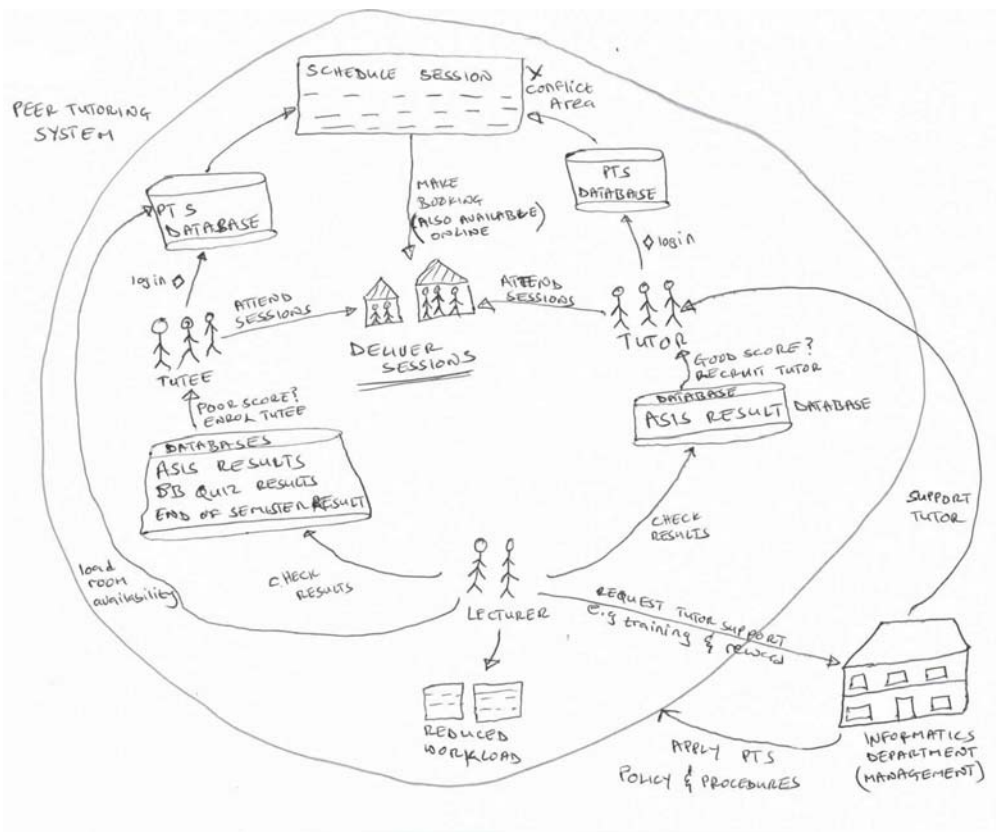 SCHEDULE SESSION
X
Conflict
Area
PEER TUTORING
SYSTEM
PTS
DATABASE
PTS
DATABASE
MAKE
BOOKING
(ALSO AVAILABLE)
ONLINE
login
login
ATTEND
SESSIONS
ATTEND
SESSIONS
TUTEE
DELIVER
SESSIONS
TUTOR
POOR SCORE?
ENROL TUTEE
GOOD SCORE?
RECRUIT TUTOR
DATABASES
ASIS RESULTS
BB QUIZ RESULTS
END OF SEMESTER RESULT
DATABASE
ASIS RESULT
DATABASE
load
room
availability
CHECK
RESULTS
CHECK
RESULTS
SUPPORT
TUTOR
LECTURER
REQUEST TUTOR SUPPORT
e.g training & reward
REDUCED
WORKLOAD
APPLY PTS
POLICY & PROCEDURES
INFORMATICS
DEPARTMENT
(MANAGEMENT)